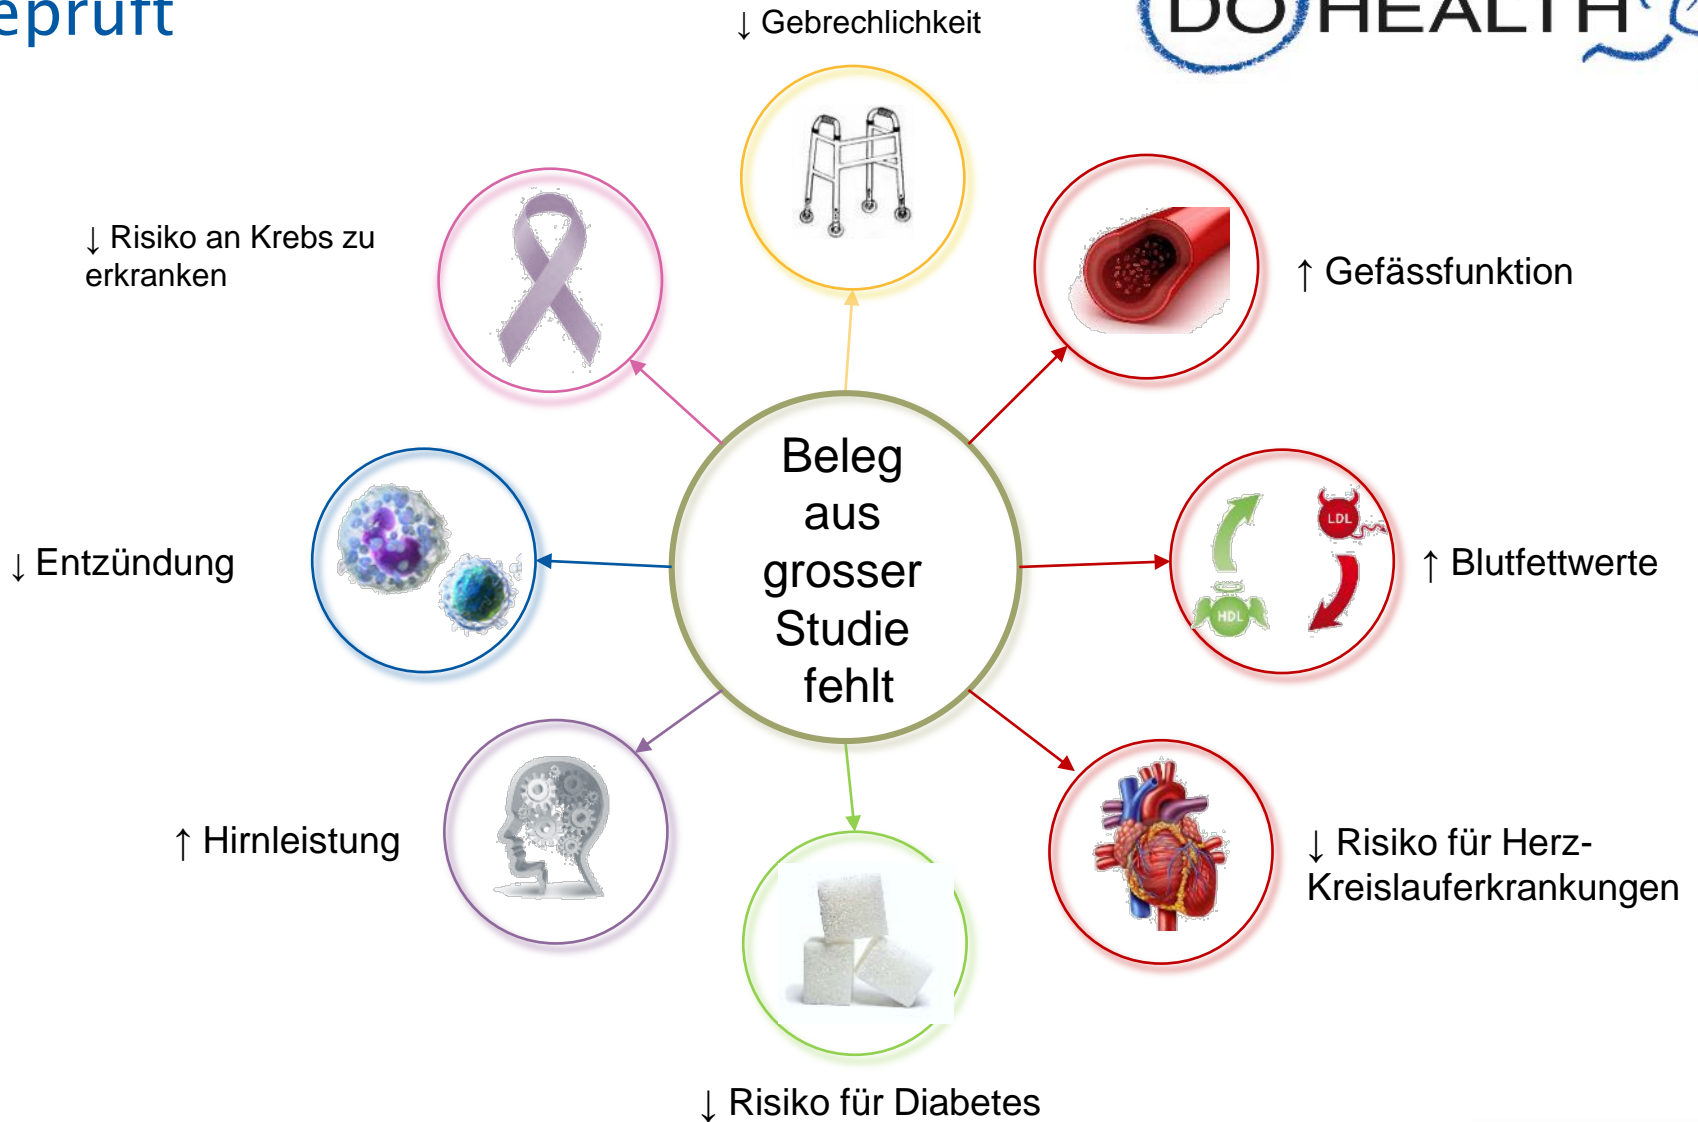 eprüft
DO HEALTH
↓ Gebrechlichkeit
↓ Risiko an Krebs zu
erkranken
↑ Gefässfunktion
Beleg
aus
grosser
Studie
fehlt
LDL
HDL
↓ Entzündung
↑ Blutfettwerte
↑ Hirnleistung
↓ Risiko für Herz-
Kreislauferkrankungen
↓ Risiko für Diabetes